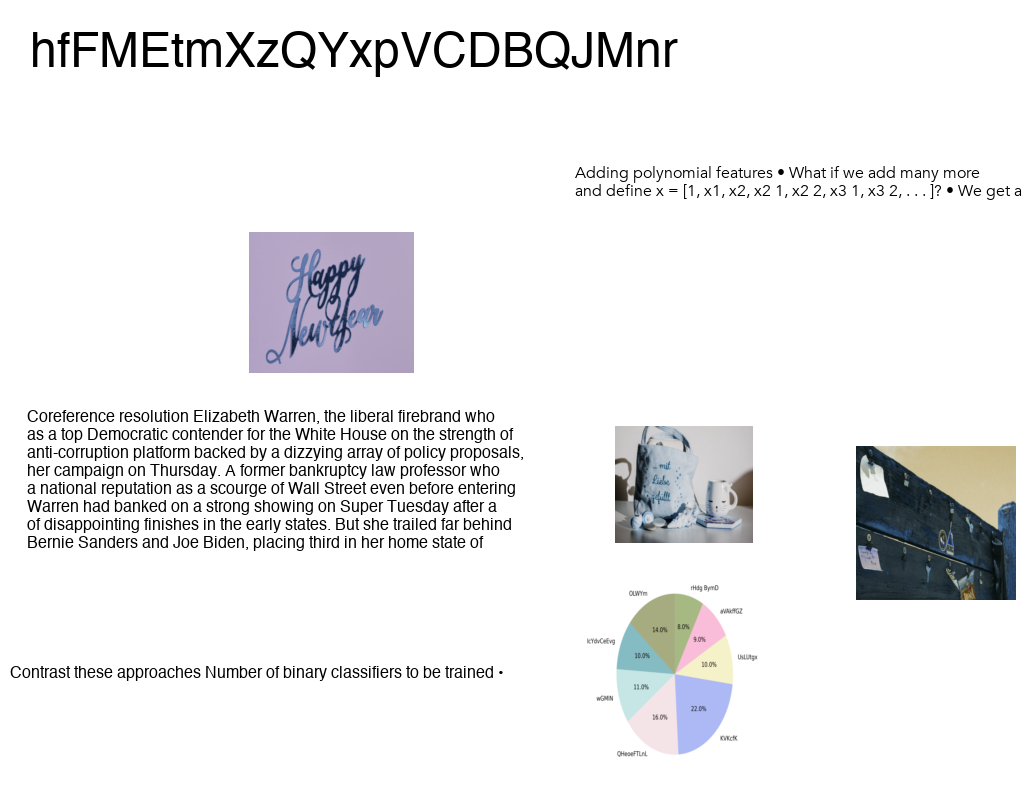 hfFMEtmXzQYxpVCDBQJMnr
Adding polynomial features • What if we add many more
and define x = [1, x1, x2, x2 1, x2 2, x3 1, x3 2, . . . ]? • We get a
Happy
New Year
Coreference resolution Elizabeth Warren, the liberal firebrand who
as a top Democratic contender for the White House on the strength of
anti-corruption platform backed by a dizzying array of policy proposals,
her campaign on Thursday. A former bankruptcy law professor who
a national reputation as a scourge of Wall Street even before entering
Warren had banked on a strong showing on Super Tuesday after a
of disappointing finishes in the early states. But she trailed far behind
Bernie Sanders and Joe Biden, placing third in her home state of
...mit
Liebe
gefüllt
rHdg BymD
OLWYm
aVAkffGZ
8.0%
14.0%
9.0%
IcYdvCeEvg
10.0%
UsLUtgx
10.0%
11.0%
wGMIN
22.0%
16.0%
KVKcfK
QHeoeFTLnL
Contrast these approaches Number of binary classifiers to be trained •